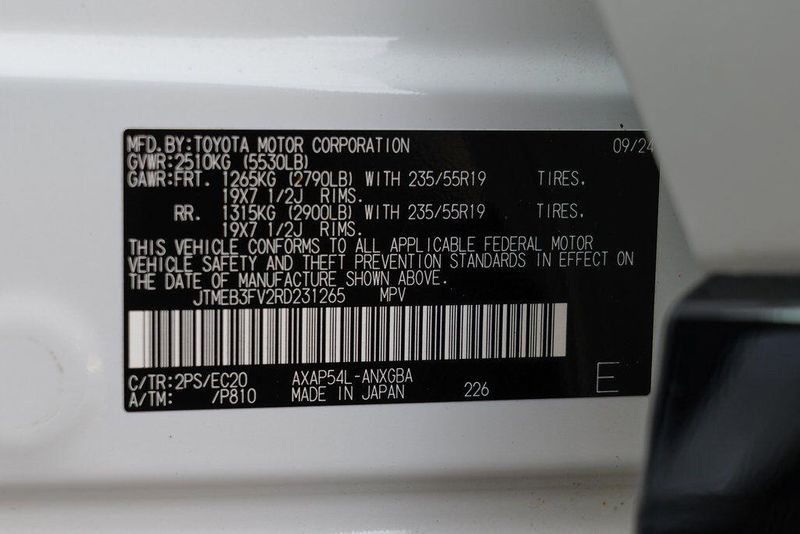 MFD.BY:TOYOTA MOTOR CORPORATION 09/24
GVWR:2510KG (5530LB)
GAWR:FRT. 1265KG (2790LB) WITH 235/55R19 TIRES,
19X7 1/2J RIMS.
RR. 1315KG (2900LB) WITH 235/55R19 TIRES,
19X7 1/2J RIMS.
THIS VEHICLE CONFORMS TO ALL APPLICABLE FEDERAL MOTOR
VEHICLE SAFETY AND THEFT PREVENTION STANDARDS IN EFFECT ON
THE DATE OF MANUFACTURE SHOWN ABOVE.
JTMEB3FV2RD231265 MPV
C/TR:2PS/EC20 AXAP54L-ANXGBA
A/TM: /P810 MADE IN JAPAN 226 E